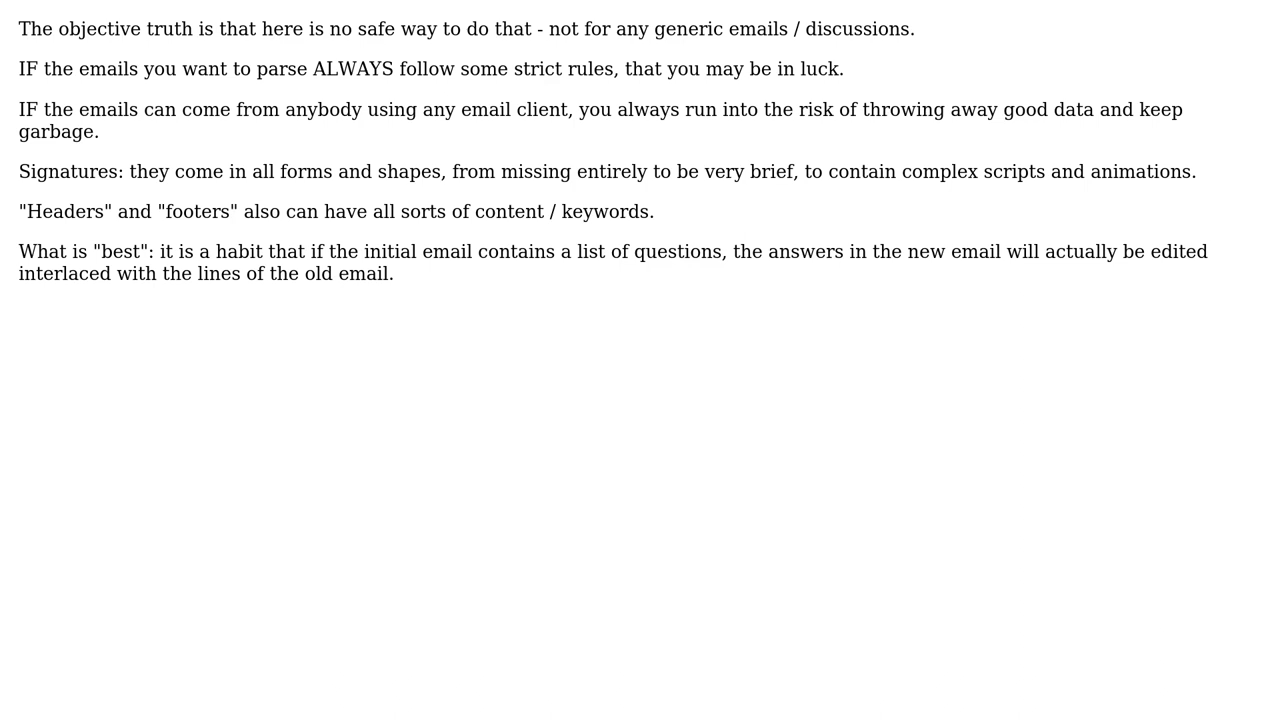 The objective truth is that here is no safe way to do that - not for any generic emails / discussions.
IF the emails you want to parse ALWAYS follow some strict rules, that you may be in luck.
IF the emails can come from anybody using any email client, you always run into the risk of throwing away good data and keep
garbage.
Signatures: they come in all forms and shapes, from missing entirely to be very brief, to contain complex scripts and animations.
"Headers" and "footers" also can have all sorts of content / keywords.
What is "best": it is a habit that if the initial email contains a list of questions, the answers in the new email will actually be edited
interlaced with the lines of the old email.